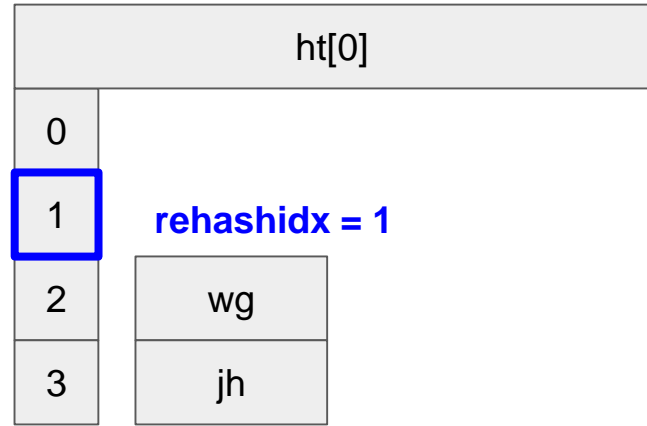 ht[0]
0
1 rehashidx = 1
2 wg
3 jh